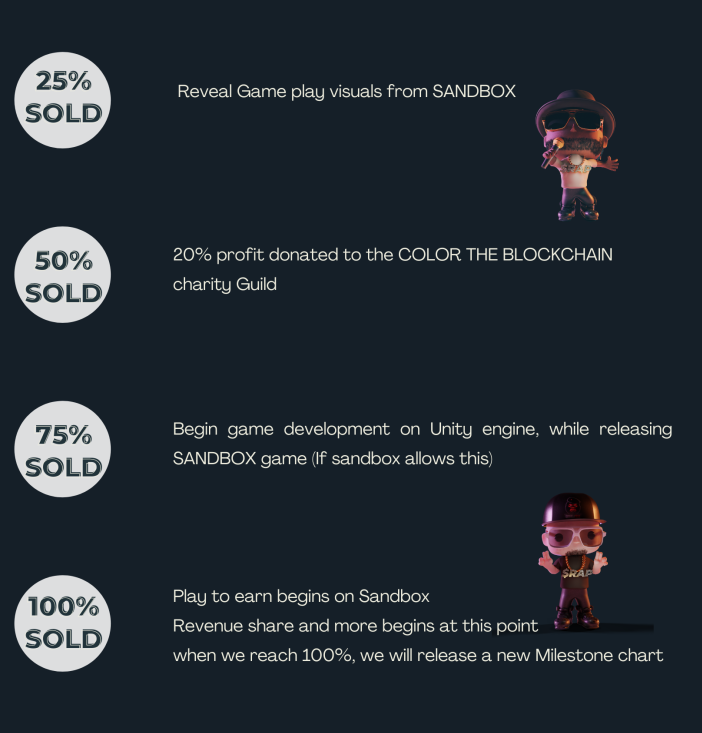 25%
SOLD
Reveal Game play visuals from SANDBOX
50%
SOLD
20% profit donated to the COLOR THE BLOCKCHAIN
charity Guild
75%
SOLD
Begin game development on Unity engine, while releasing
SANDBOX game (If sandbox allows this)
100%
SOLD
Play to earn begins on Sandbox
Revenue share and more begins at this point
when we reach 100%, we will release a new Milestone chart
$RAP